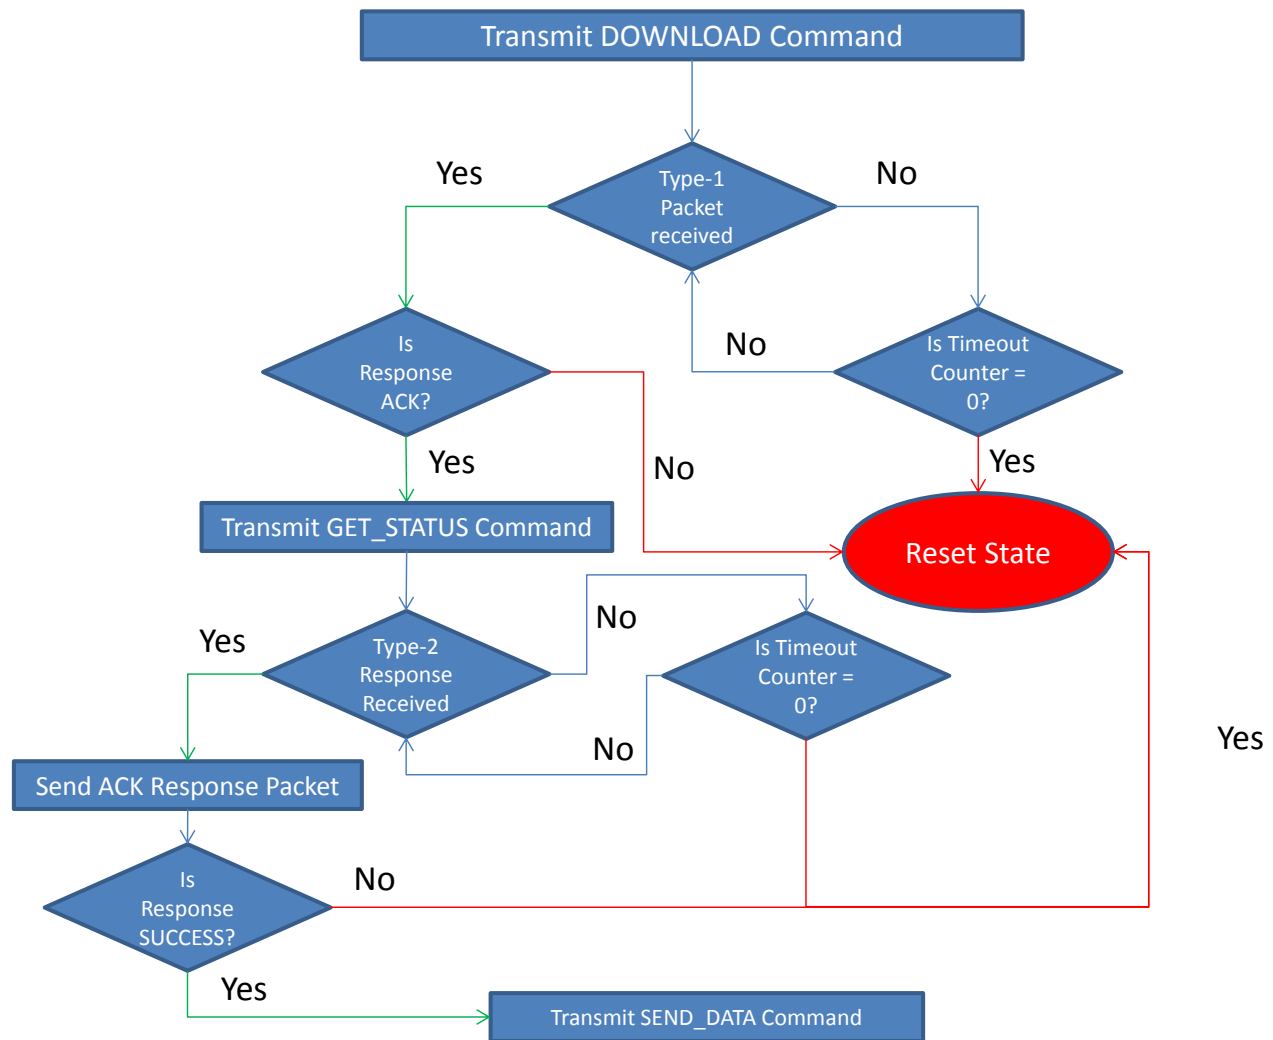 Transmit DOWNLOAD Command
Yes
No
Type-1
Packet
received
No
Is
Response
ACK?
Is Timeout
Counter =
0?
Yes
No
Yes
Transmit GET_STATUS Command
Reset State
No
Yes
Type-2
Response
Received
Is Timeout
Counter =
0?
No
Yes
Send ACK Response Packet
Is
Response
SUCCESS?
No
Yes
Transmit SEND_DATA Command